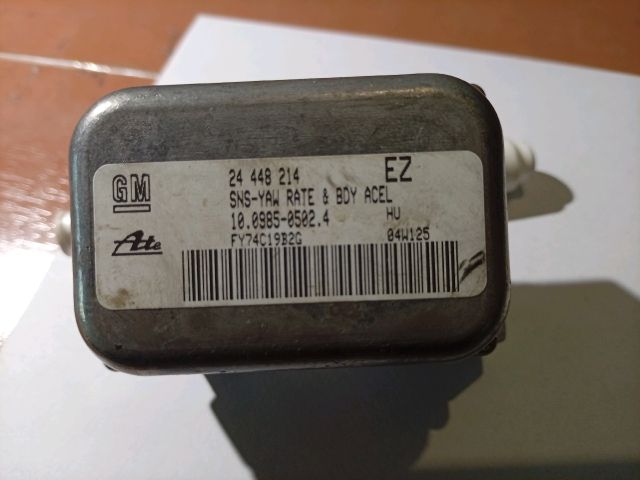 GM
24 448 214 EZ
SNS-YAW RATE & BDY ACEL
10.0985-0502.4 HU
Ate
FY74C19B2G 04W125